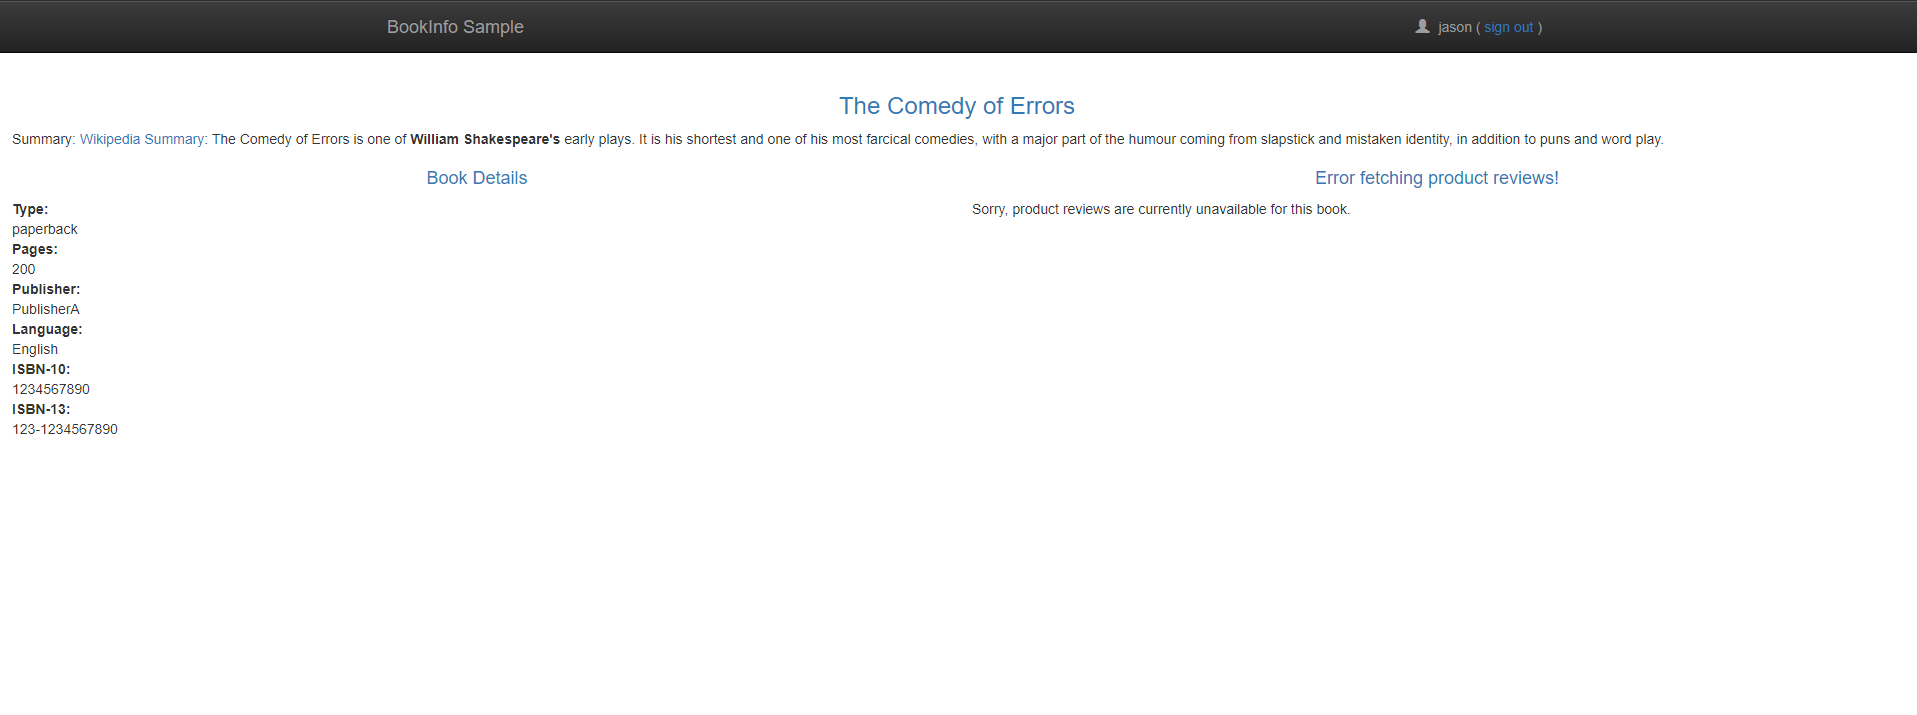 BookInfo Sample
jason ( sign out )
The Comedy of Errors
Summary: Wikipedia Summary: The Comedy of Errors is one of William Shakespeare's early plays. It is his shortest and one of his most farcical comedies, with a major part of the humour coming from slapstick and mistaken identity, in addition to puns and word play.
Book Details
Type:
paperback
Pages:
200
Publisher:
PublisherA
Language:
English
ISBN-10:
1234567890
ISBN-13:
123-1234567890
Error fetching product reviews!
Sorry, product reviews are currently unavailable for this book.